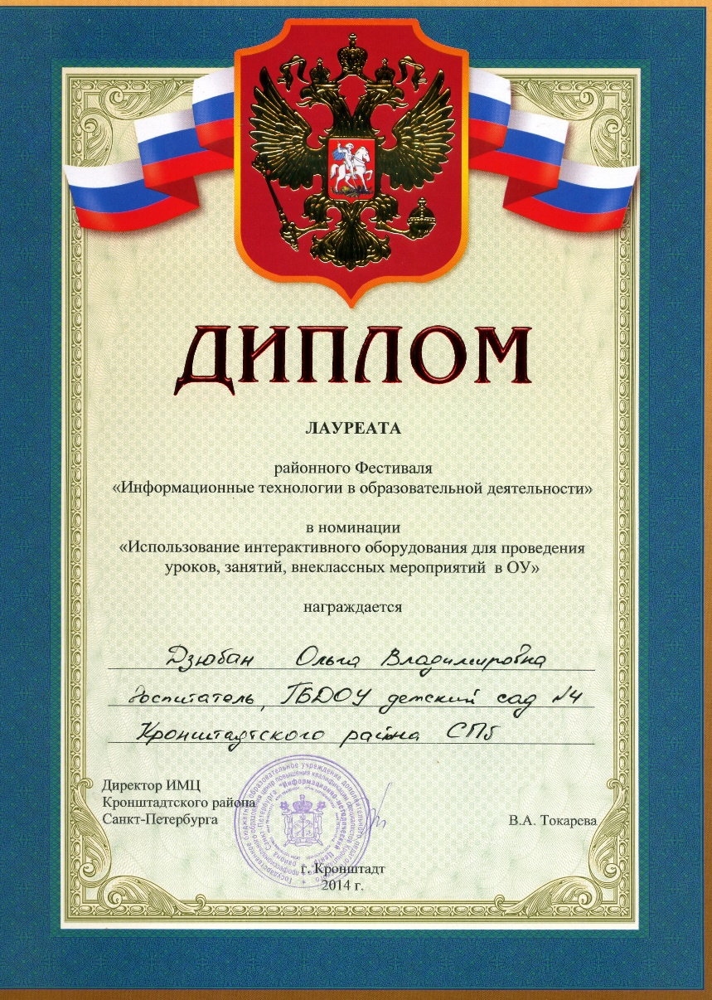 ДИПЛОМ
ЛАУРЕАТА
районного Фестиваля
«Информационные технологии в образовательной деятельности»
в номинации
«Использование интерактивного оборудования для проведения
уроков, занятий, внеклассных мероприятий в ОУ»
награждается
Дзюбан Ольга Владимировна
воспитатель, ГБДОУ детский сад №4
Кронштадтского района СПб
Директор ИМЦ
Кронштадтского района
Санкт-Петербурга
В.А. Токарева
г. Кронштадт
2014 г.